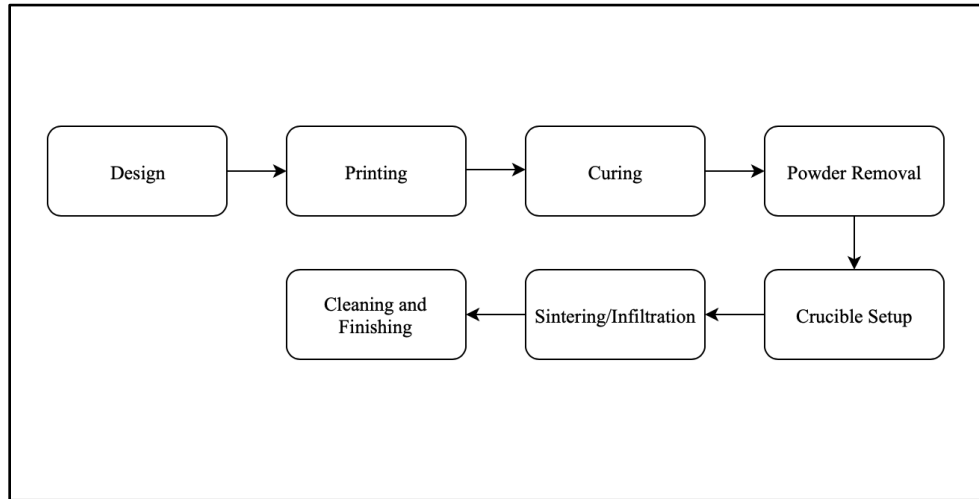 Design
Printing
Curing
Powder Removal
Crucible Setup
Sintering/Infiltration
Cleaning and
Finishing